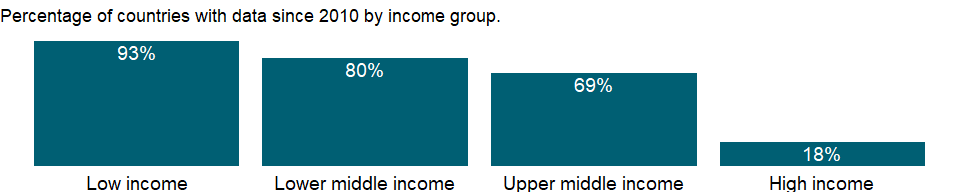 Percentage of countries with data since 2010 by income group.
93%
80%
69%
18%
Low income
Lower middle income
Upper middle income
High income